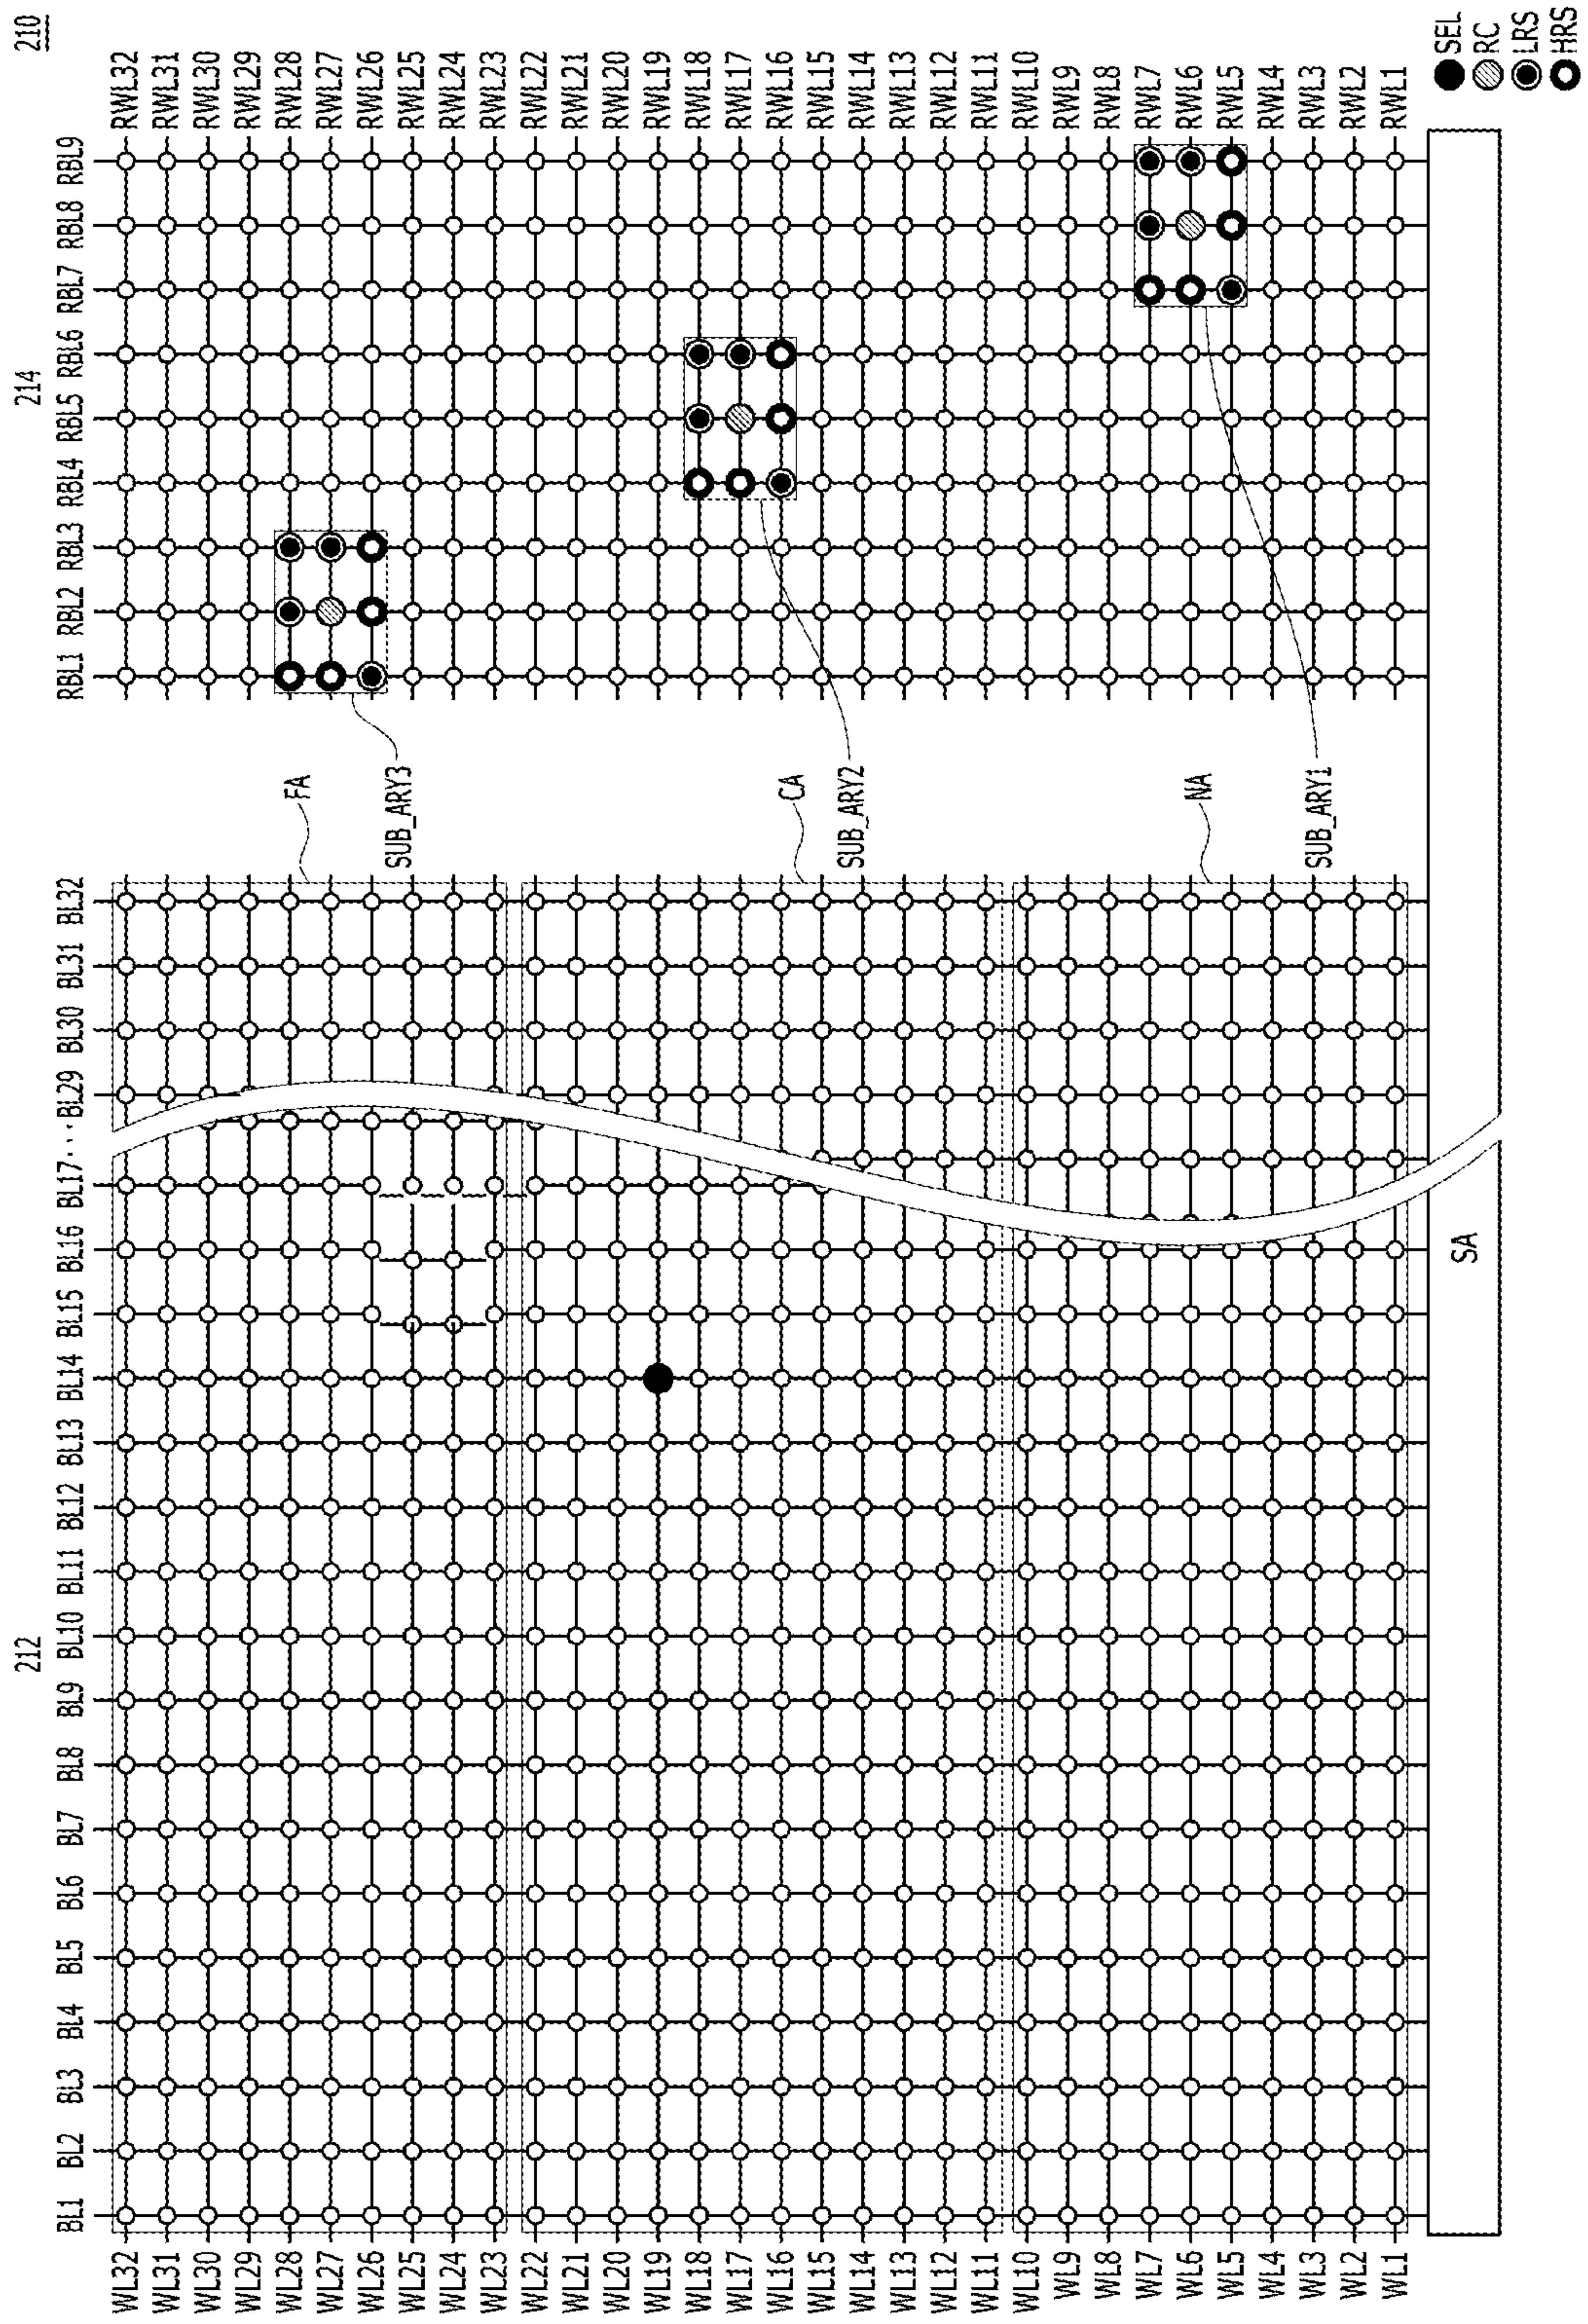 210
212
214
BL1 BL2 BL3 BL4 BL5 BL6 BL7 BL8 BL9 BL10 BL11 BL12 BL13 BL14 BL15 BL16 BL17 ··· BL29 BL30 BL31 BL32
RBL1 RBL2 RBL3 RBL4 RBL5 RBL6 RBL7 RBL8 RBL9
WL32
WL31
WL30
WL29
WL28
WL27
WL26
WL25
WL24
WL23
WL22
WL21
WL20
WL19
WL18
WL17
WL16
WL15
WL14
WL13
WL12
WL11
WL10
WL9
WL8
WL7
WL6
WL5
WL4
WL3
WL2
WL1
FA
SUB_ARY3
CA
SUB_ARY2
NA
SUB_ARY1
RWL32
RWL31
RWL30
RWL29
RWL28
RWL27
RWL26
RWL25
RWL24
RWL23
RWL22
RWL21
RWL20
RWL19
RWL18
RWL17
RWL16
RWL15
RWL14
RWL13
RWL12
RWL11
RWL10
RWL9
RWL8
RWL7
RWL6
RWL5
RWL4
RWL3
RWL2
RWL1
SA
SEL
RC
LRS
HRS